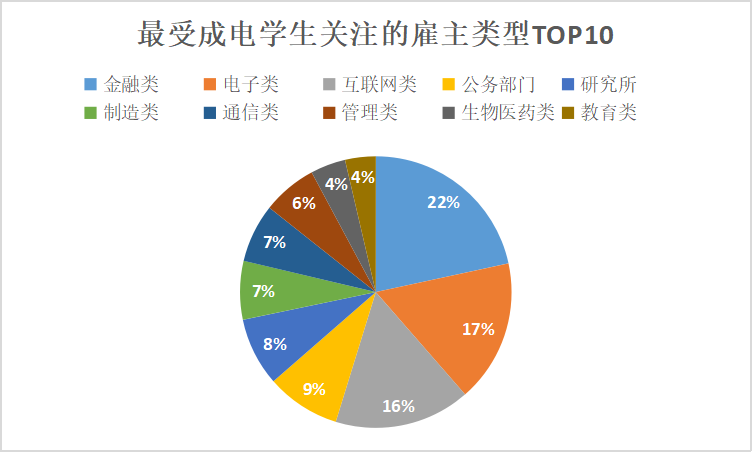 最受成电学生关注的雇主类型TOP10
金融类 电子类 互联网类 公务部门 研究所
制造类 通信类 管理类 生物医药类 教育类
4% 4% 22%
6%
7%
7%
17%
8%
9%
16%